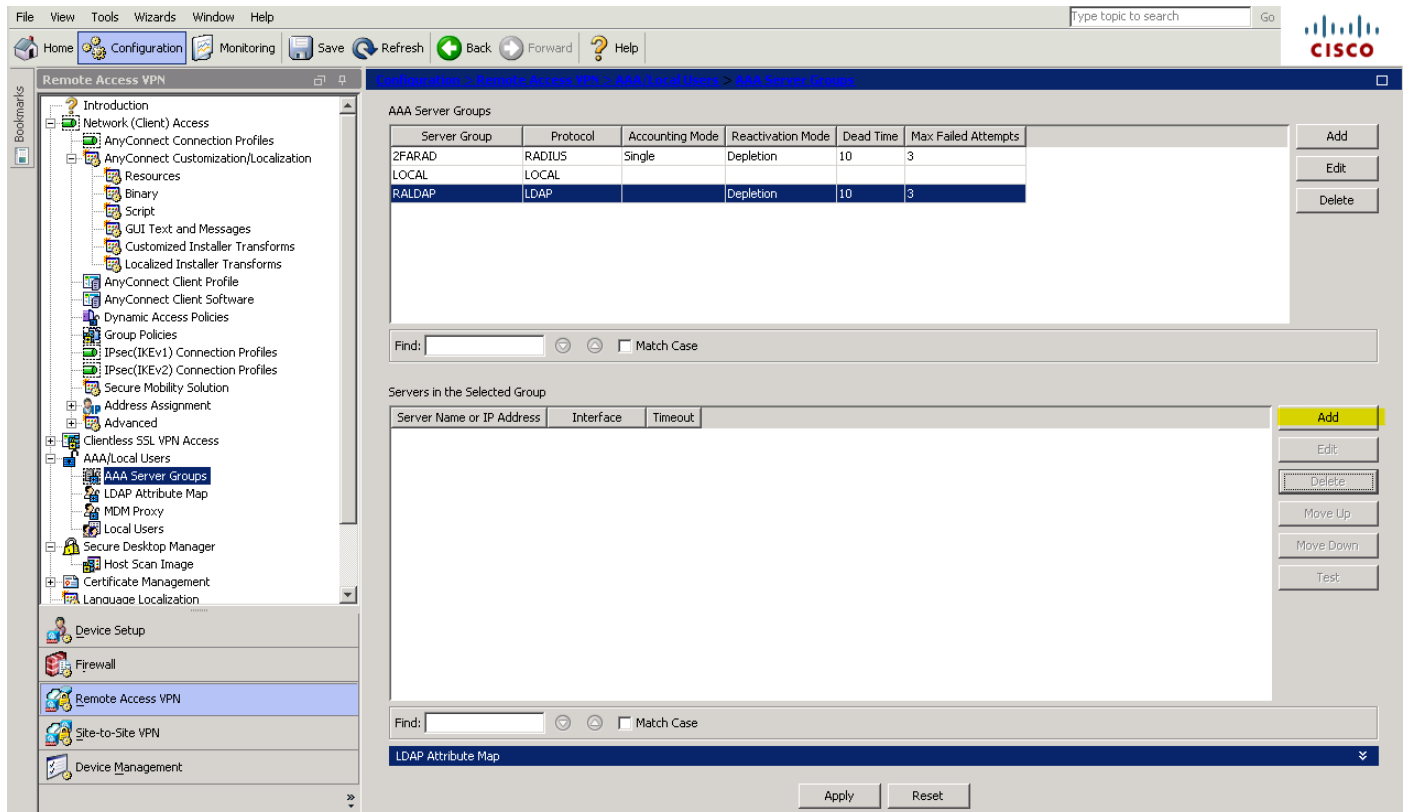 File View Tools Wizards Window Help
Type topic to search Go
Home Configuration Monitoring Save Refresh Back Forward Help
CISCO
Bookmarks
Remote Access VPN
Introduction
Network (Client) Access
AnyConnect Connection Profiles
AnyConnect Customization/Localization
Resources
Binary
Script
GUI Text and Messages
Customized Installer Transforms
Localized Installer Transforms
AnyConnect Client Profile
AnyConnect Client Software
Dynamic Access Policies
Group Policies
IPsec(IKEv1) Connection Profiles
IPsec(IKEv2) Connection Profiles
Secure Mobility Solution
Address Assignment
Advanced
Clientless SSL VPN Access
AAA/Local Users
AAA Server Groups
LDAP Attribute Map
MDM Proxy
Local Users
Secure Desktop Manager
Host Scan Image
Certificate Management
Language Localization
Device Setup
Firewall
Remote Access VPN
Site-to-Site VPN
Device Management
Configuration > Remote Access VPN > AAA/Local Users > AAA Server Groups
AAA Server Groups
Server Group Protocol Accounting Mode Reactivation Mode Dead Time Max Failed Attempts
2FARAD RADIUS Single Depletion 10 3
LOCAL LOCAL
RALDAP LDAP Depletion 10 3
Add
Edit
Delete
Find: Match Case
Servers in the Selected Group
Server Name or IP Address Interface Timeout
Add
Edit
Delete
Move Up
Move Down
Test
Find: Match Case
LDAP Attribute Map
Apply Reset